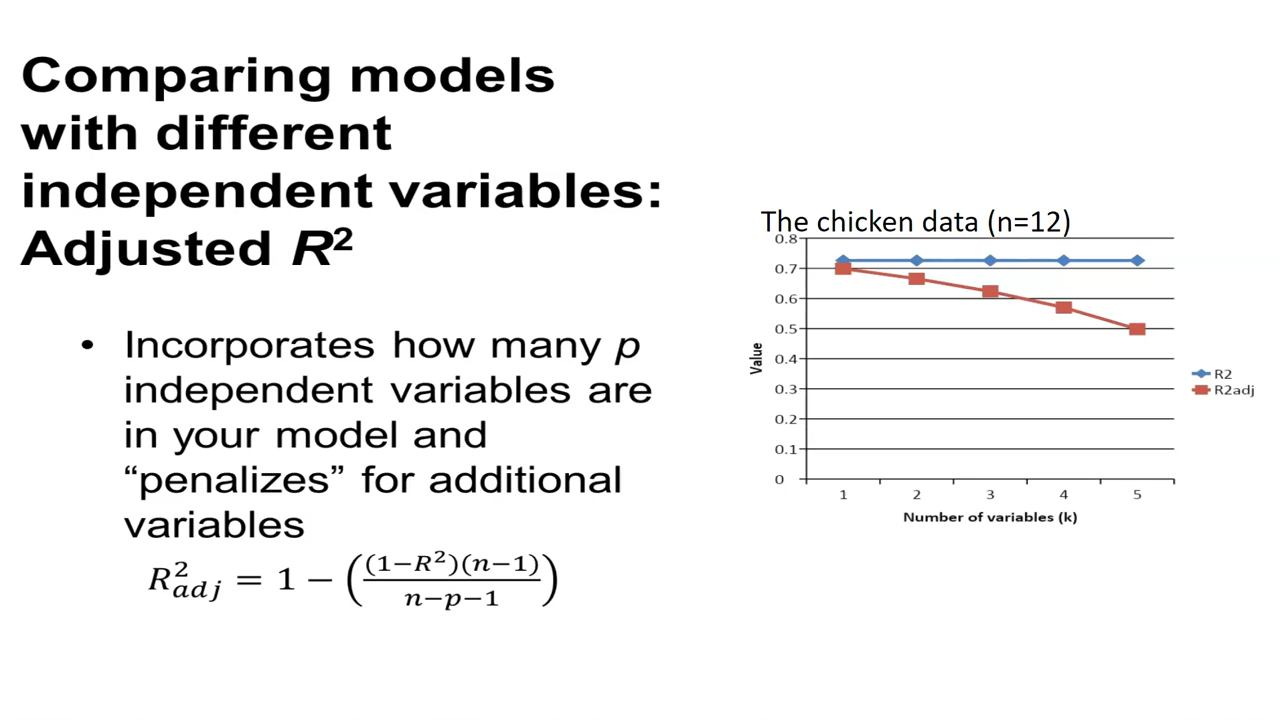 Comparing models
with different
independent variables:
Adjusted R²
• Incorporates how many p
independent variables are
in your model and
“penalizes” for additional
variables
R²adj = 1 − ((1−R²)(n−1) / n−p−1)
The chicken data (n=12)
0.8
0.7
0.6
0.5
0.4
0.3
0.2
0.1
0
Value
1 2 3 4 5
Number of variables (k)
R2
R2adj